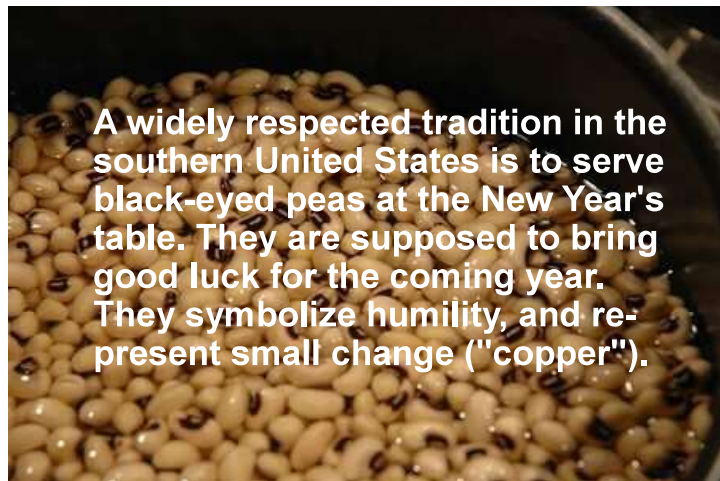 A widely respected tradition in the
southern United States is to serve
black-eyed peas at the New Year's
table. They are supposed to bring
good luck for the coming year.
They symbolize humility, and re-
present small change ("copper").